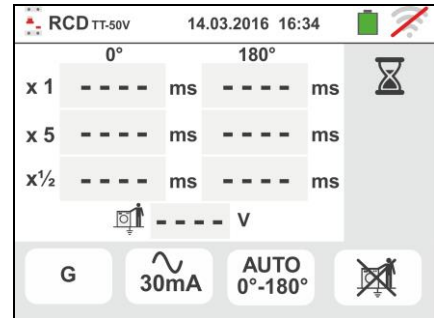 RCD TT-50V 14.03.2016 16:34
0° 180°
x 1 - - - - ms - - - - ms
x 5 - - - - ms - - - - ms
x½ - - - - ms - - - - ms
- - - - V
G 30mA AUTO 0°-180°